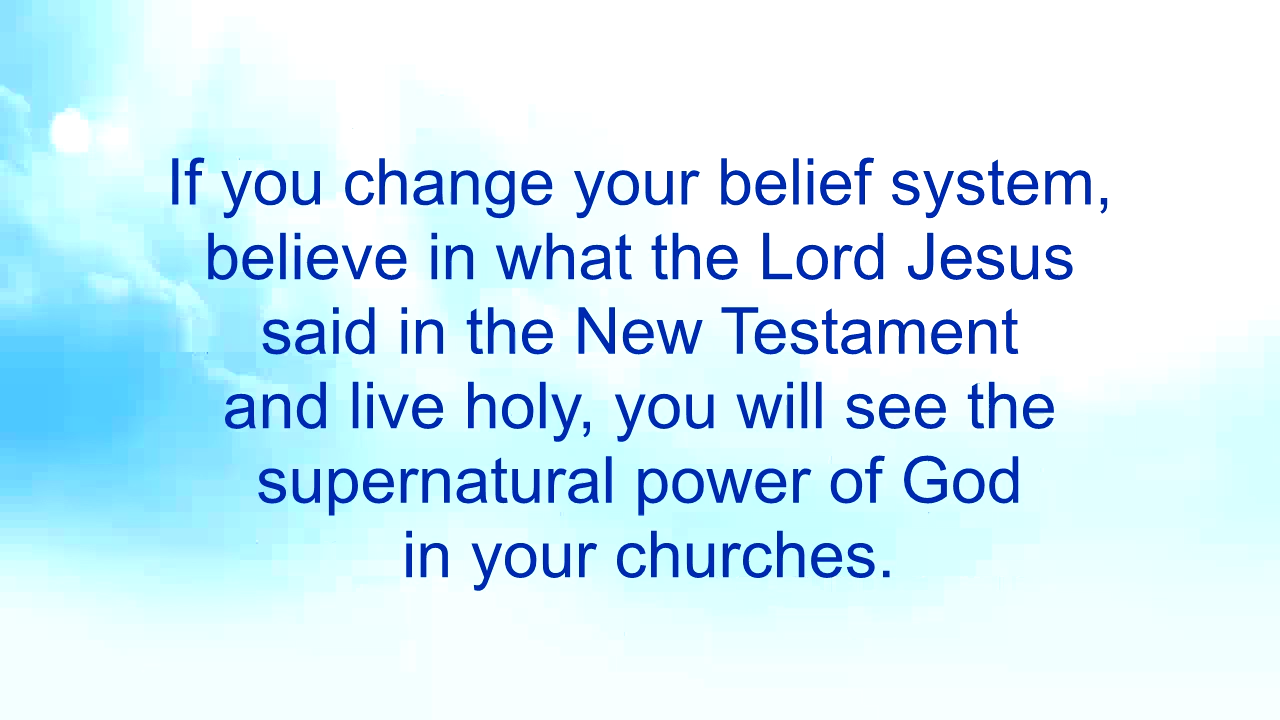 If you change your belief system,
believe in what the Lord Jesus
said in the New Testament
and live holy, you will see the
supernatural power of God
in your churches.